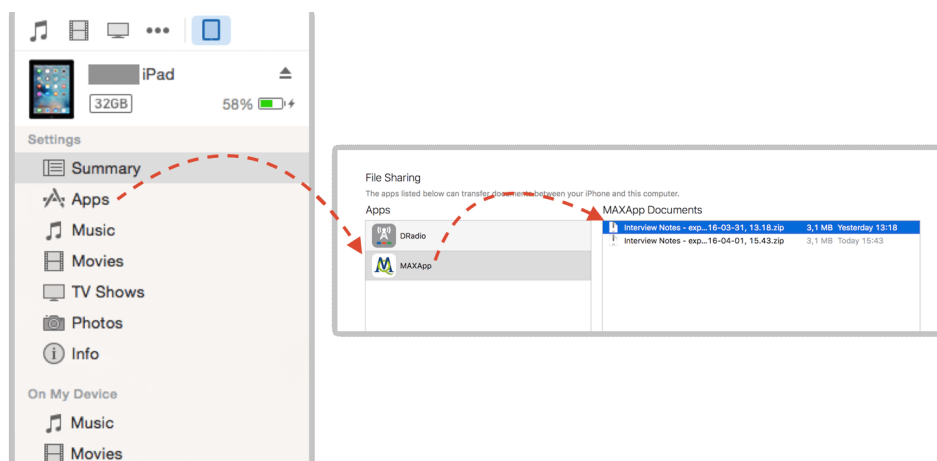 iPad
32GB
58%
Settings
Summary
Apps
Music
Movies
TV Shows
Photos
Info
On My Device
Music
Movies
File Sharing
The apps listed below can transfer documents between your iPhone and this computer.
Apps
DRadio
MAXApp
MAXApp Documents
Interview Notes - exp...16-03-31, 13.18.zip 3,1 MB Yesterday 13:18
Interview Notes - exp...16-04-01, 15.43.zip 3,1 MB Today 15:43